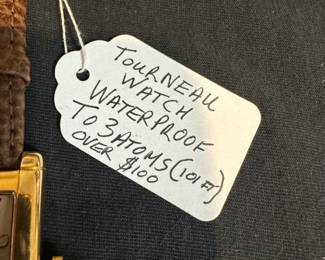 TOURNEAU
WATCH
WATERPROOF
TO 3 ATOMS (101 FT)
OVER $100